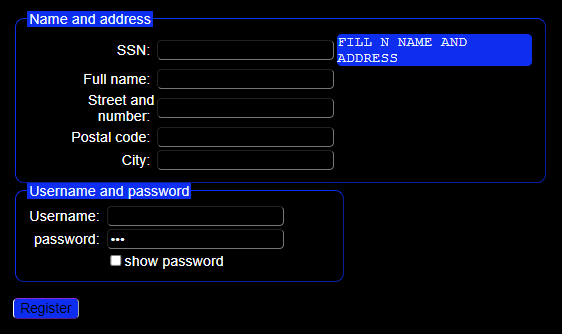 Name and address
SSN:
FILL N NAME AND
ADDRESS
Full name:
Street and
number:
Postal code:
City:
Username and password
Username:
password:
•••
show password
Register